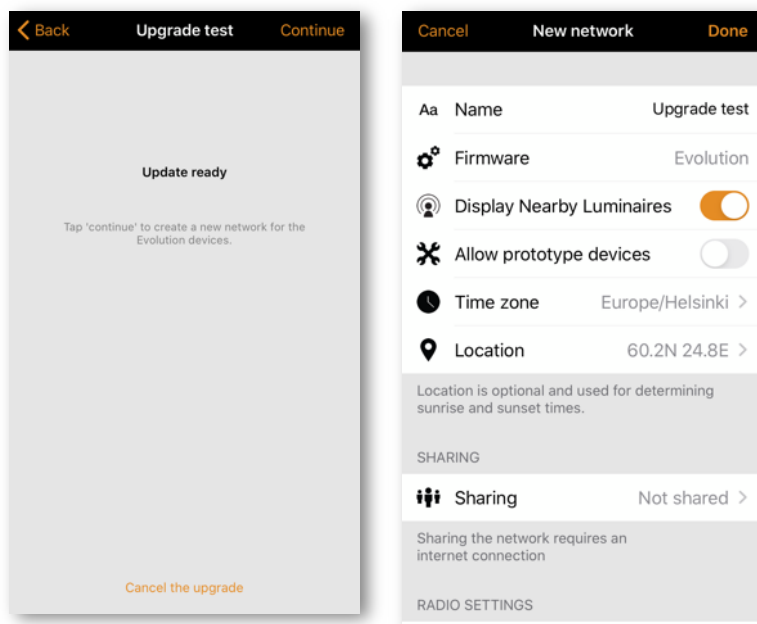 Back Upgrade test Continue
Update ready
Tap 'continue' to create a new network for the
Evolution devices.
Cancel the upgrade
Cancel New network Done
Aa Name Upgrade test
Firmware Evolution
Display Nearby Luminaires
Allow prototype devices
Time zone Europe/Helsinki
Location 60.2N 24.8E
Location is optional and used for determining
sunrise and sunset times.
SHARING
Sharing Not shared
Sharing the network requires an
internet connection
RADIO SETTINGS